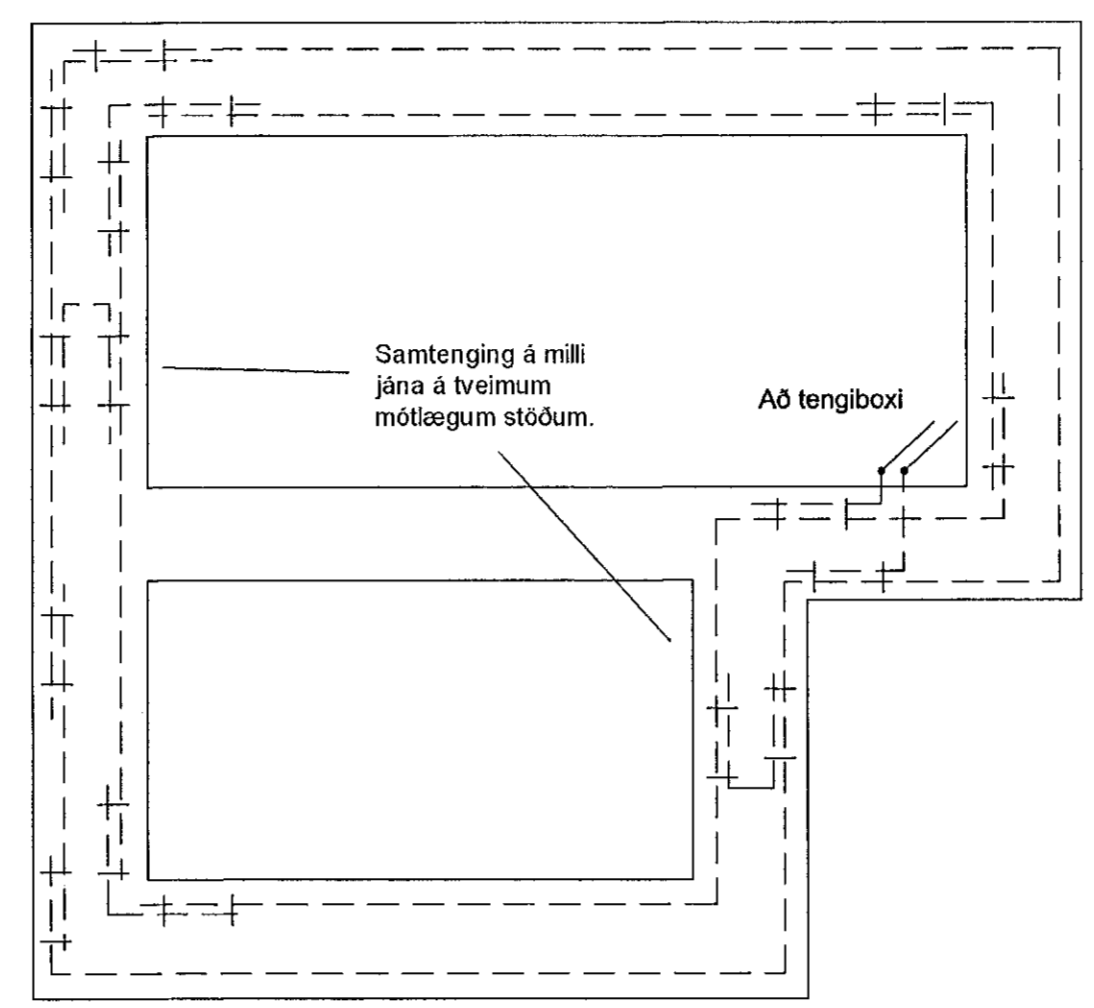 Samtenging á milli
jána á tveimum
mótlægum stöðum.
Að tengiboxi